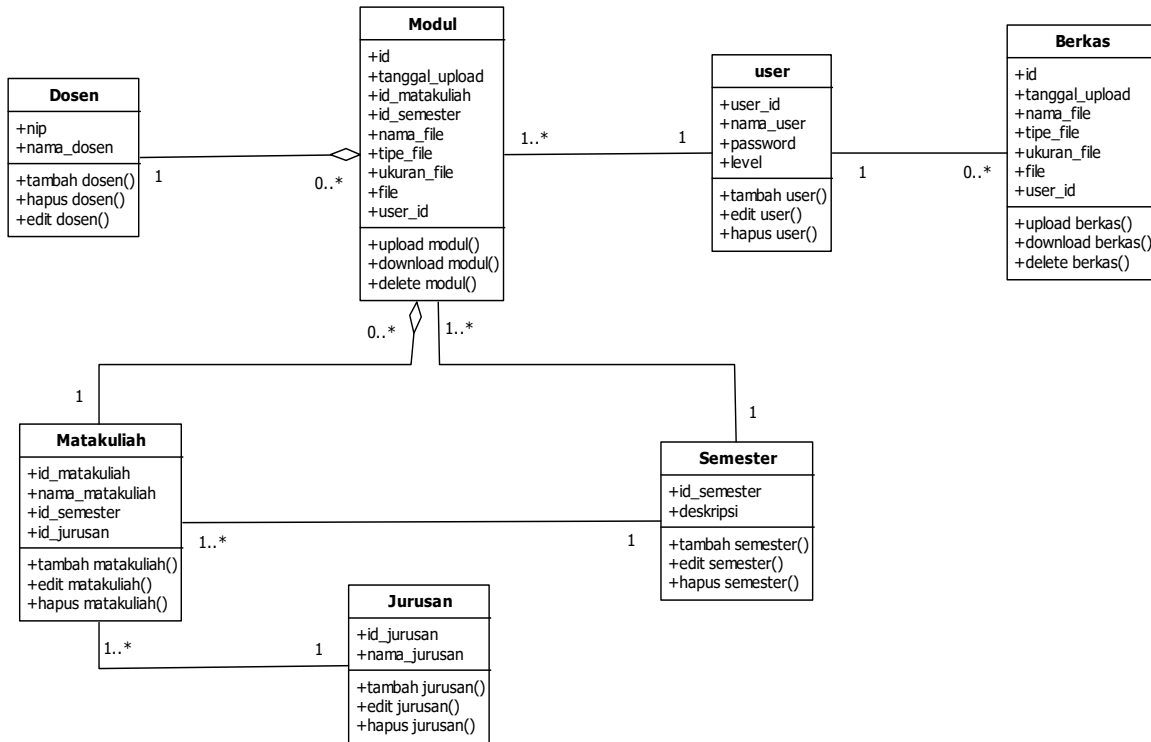 Modul
+id
+tanggal_upload
+id_matakuliah
+id_semester
+nama_file
+tipe_file
+ukuran_file
+file
+user_id
+upload modul()
+download modul()
+delete modul()
Dosen
+nip
+nama_dosen
+tambah dosen()
+hapus dosen()
+edit dosen()
1
0..*
1..*
1
user
+user_id
+nama_user
+password
+level
+tambah user()
+edit user()
+hapus user()
1
0..*
Berkas
+id
+tanggal_upload
+nama_file
+tipe_file
+ukuran_file
+file
+user_id
+upload berkas()
+download berkas()
+delete berkas()
0..*
1..*
1
1
Matakuliah
+id_matakuliah
+nama_matakuliah
+id_semester
+id_jurusan
+tambah matakuliah()
+edit matakuliah()
+hapus matakuliah()
1..*
1
Semester
+id_semester
+deskripsi
+tambah semester()
+edit semester()
+hapus semester()
1..*
1
Jurusan
+id_jurusan
+nama_jurusan
+tambah jurusan()
+edit jurusan()
+hapus jurusan()